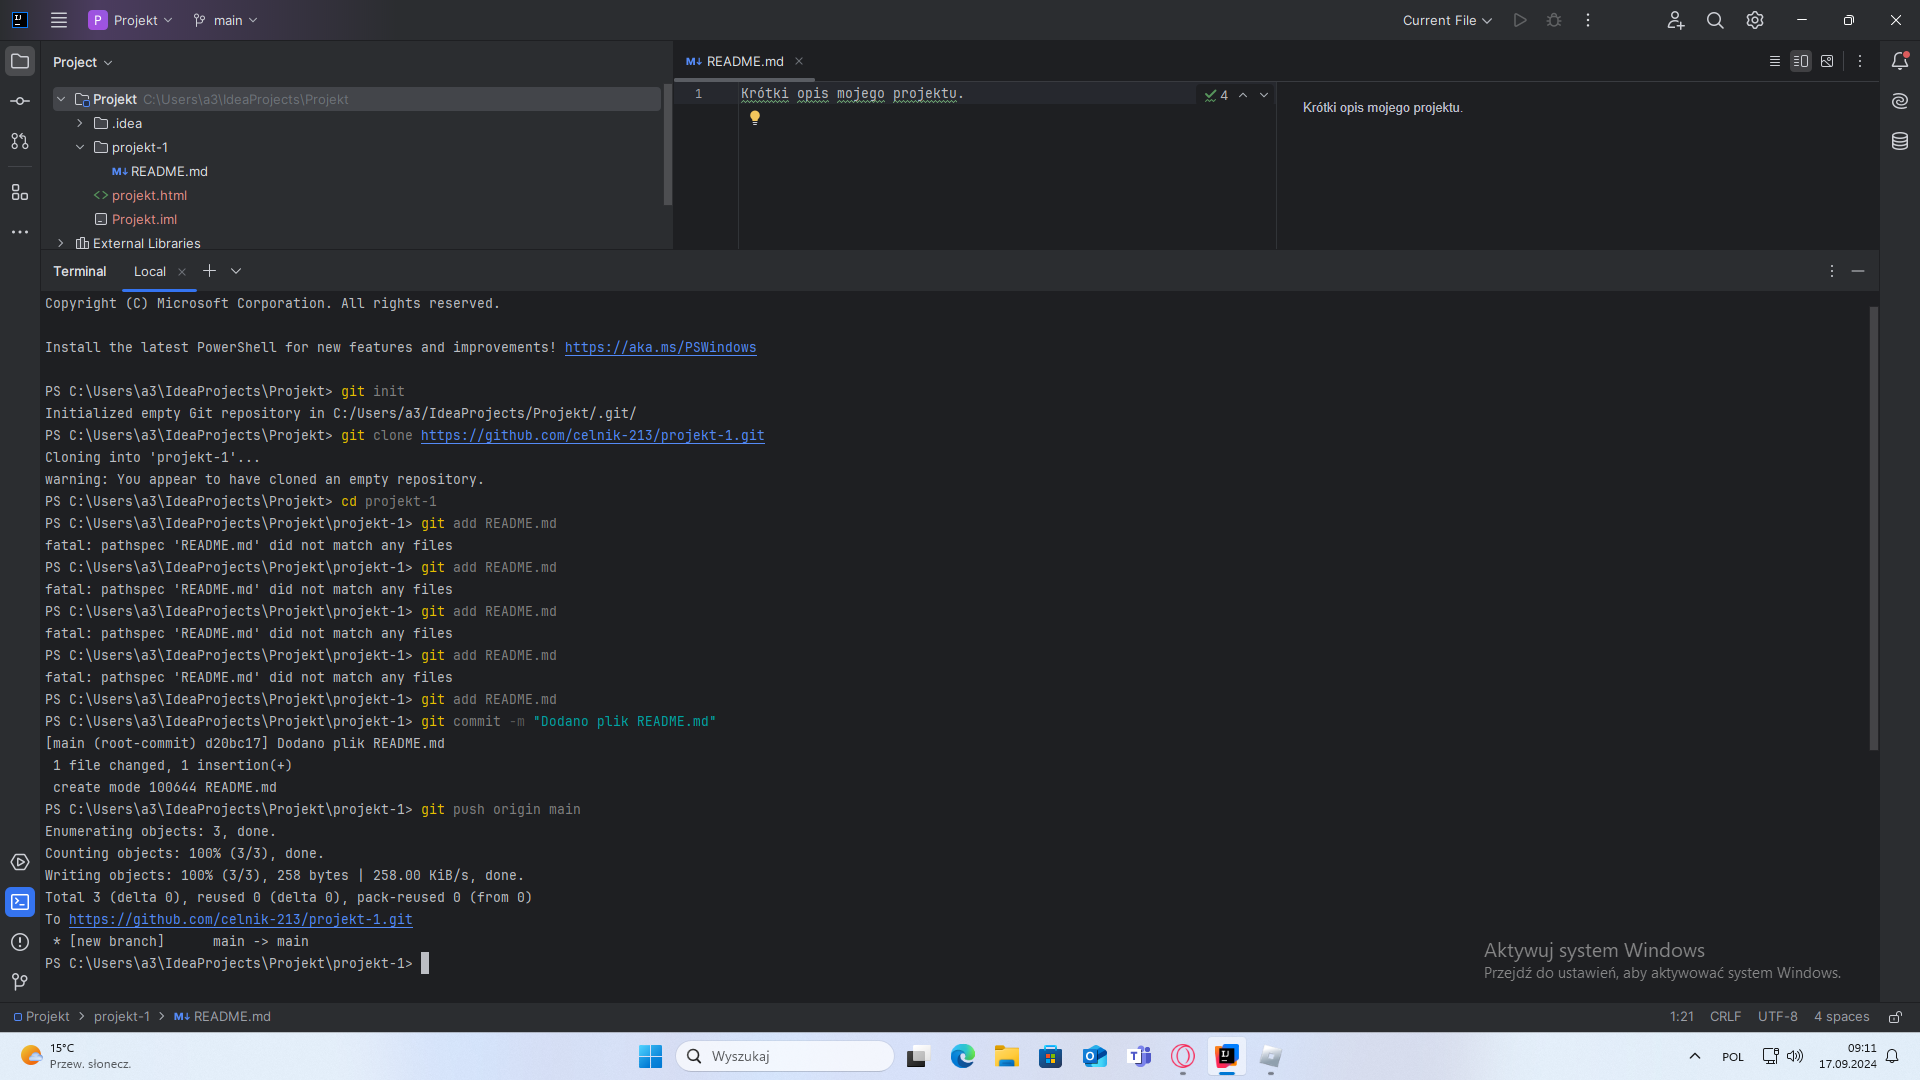 P Projekt main Current File
Project
README.md
Projekt C:\Users\a3\IdeaProjects\Projekt
.idea
projekt-1
README.md
projekt.html
Projekt.iml
External Libraries
1 Krótki opis mojego projektu. 4
Krótki opis mojego projektu.
Terminal Local
Copyright (C) Microsoft Corporation. All rights reserved.
Install the latest PowerShell for new features and improvements! https://aka.ms/PSWindows
PS C:\Users\a3\IdeaProjects\Projekt> git init
Initialized empty Git repository in C:/Users/a3/IdeaProjects/Projekt/.git/
PS C:\Users\a3\IdeaProjects\Projekt> git clone https://github.com/celnik-213/projekt-1.git
Cloning into 'projekt-1'...
warning: You appear to have cloned an empty repository.
PS C:\Users\a3\IdeaProjects\Projekt> cd projekt-1
PS C:\Users\a3\IdeaProjects\Projekt\projekt-1> git add README.md
fatal: pathspec 'README.md' did not match any files
PS C:\Users\a3\IdeaProjects\Projekt\projekt-1> git add README.md
fatal: pathspec 'README.md' did not match any files
PS C:\Users\a3\IdeaProjects\Projekt\projekt-1> git add README.md
fatal: pathspec 'README.md' did not match any files
PS C:\Users\a3\IdeaProjects\Projekt\projekt-1> git add README.md
fatal: pathspec 'README.md' did not match any files
PS C:\Users\a3\IdeaProjects\Projekt\projekt-1> git add README.md
PS C:\Users\a3\IdeaProjects\Projekt\projekt-1> git commit -m "Dodano plik README.md"
[main (root-commit) d20bc17] Dodano plik README.md
1 file changed, 1 insertion(+)
create mode 100644 README.md
PS C:\Users\a3\IdeaProjects\Projekt\projekt-1> git push origin main
Enumerating objects: 3, done.
Counting objects: 100% (3/3), done.
Writing objects: 100% (3/3), 258 bytes | 258.00 KiB/s, done.
Total 3 (delta 0), reused 0 (delta 0), pack-reused 0 (from 0)
To https://github.com/celnik-213/projekt-1.git
* [new branch] main -> main
PS C:\Users\a3\IdeaProjects\Projekt\projekt-1>
Aktywuj system Windows
Przejdź do ustawień, aby aktywować system Windows.
Projekt > projekt-1 > README.md 1:21 CRLF UTF-8 4 spaces
15°C
Przew. słonecz.
Wyszukaj
POL
09:11
17.09.2024